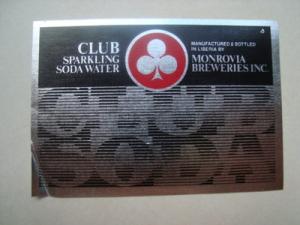 CLUB
SPARKLING
SODA WATER
MANUFACTURED & BOTTLED
IN LIBERIA BY
MONROVIA
BREWERIES INC.
CLUB
SODA